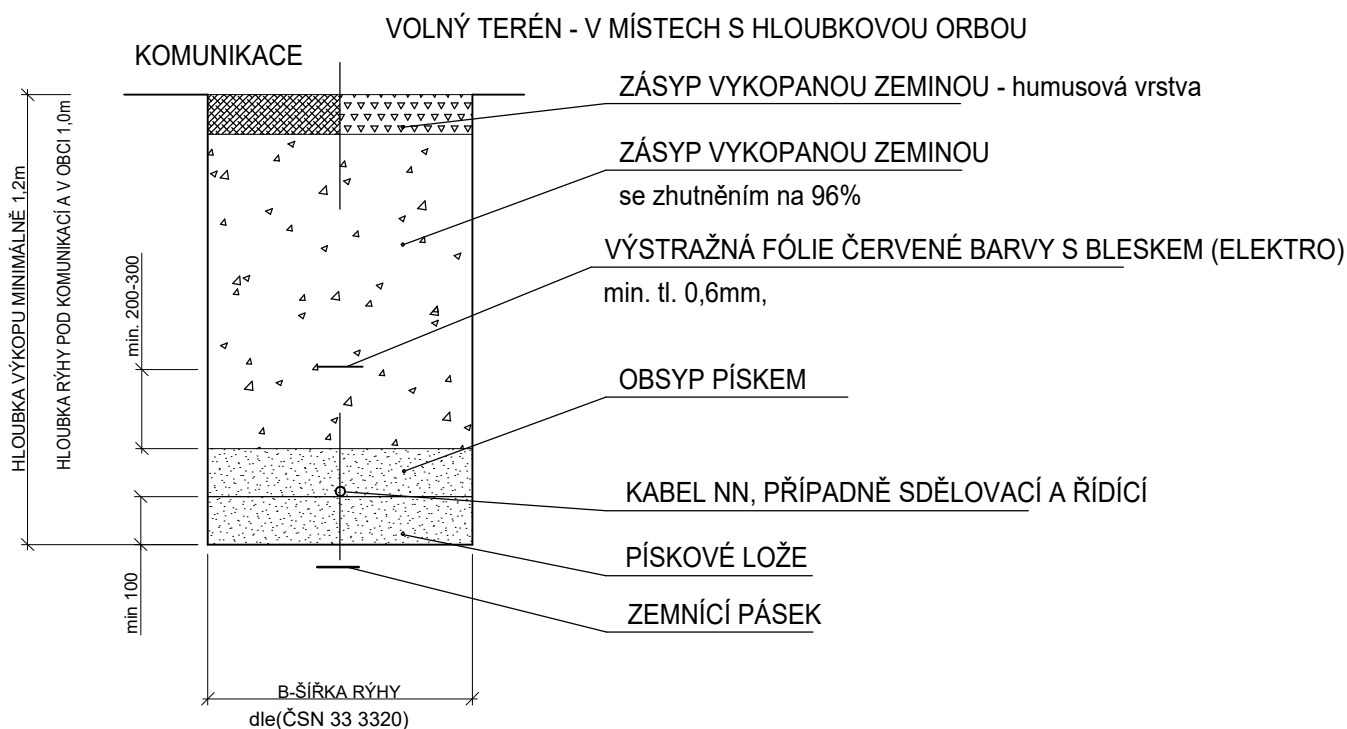 VOLNÝ TERÉN - V MÍSTECH S HLOUBKOVOU ORBOU
KOMUNIKACE
ZÁSYP VYKOPANOU ZEMINOU - humusová vrstva
ZÁSYP VYKOPANOU ZEMINOU
se zhutněním na 96%
VÝSTRAŽNÁ FÓLIE ČERVENÉ BARVY S BLESKEM (ELEKTRO)
min. tl. 0,6mm,
OBSYP PÍSKEM
KABEL NN, PŘÍPADNĚ SDĚLOVACÍ A ŘÍDÍCÍ
PÍSKOVÉ LOŽE
ZEMNÍCÍ PÁSEK
HLOUBKA VÝKOPU MINIMÁLNĚ 1,2m
HLOUBKA RÝHY POD KOMUNIKACÍ A V OBCI 1,0m
min. 200-300
min 100
B-ŠÍŘKA RÝHY
dle(ČSN 33 3320)